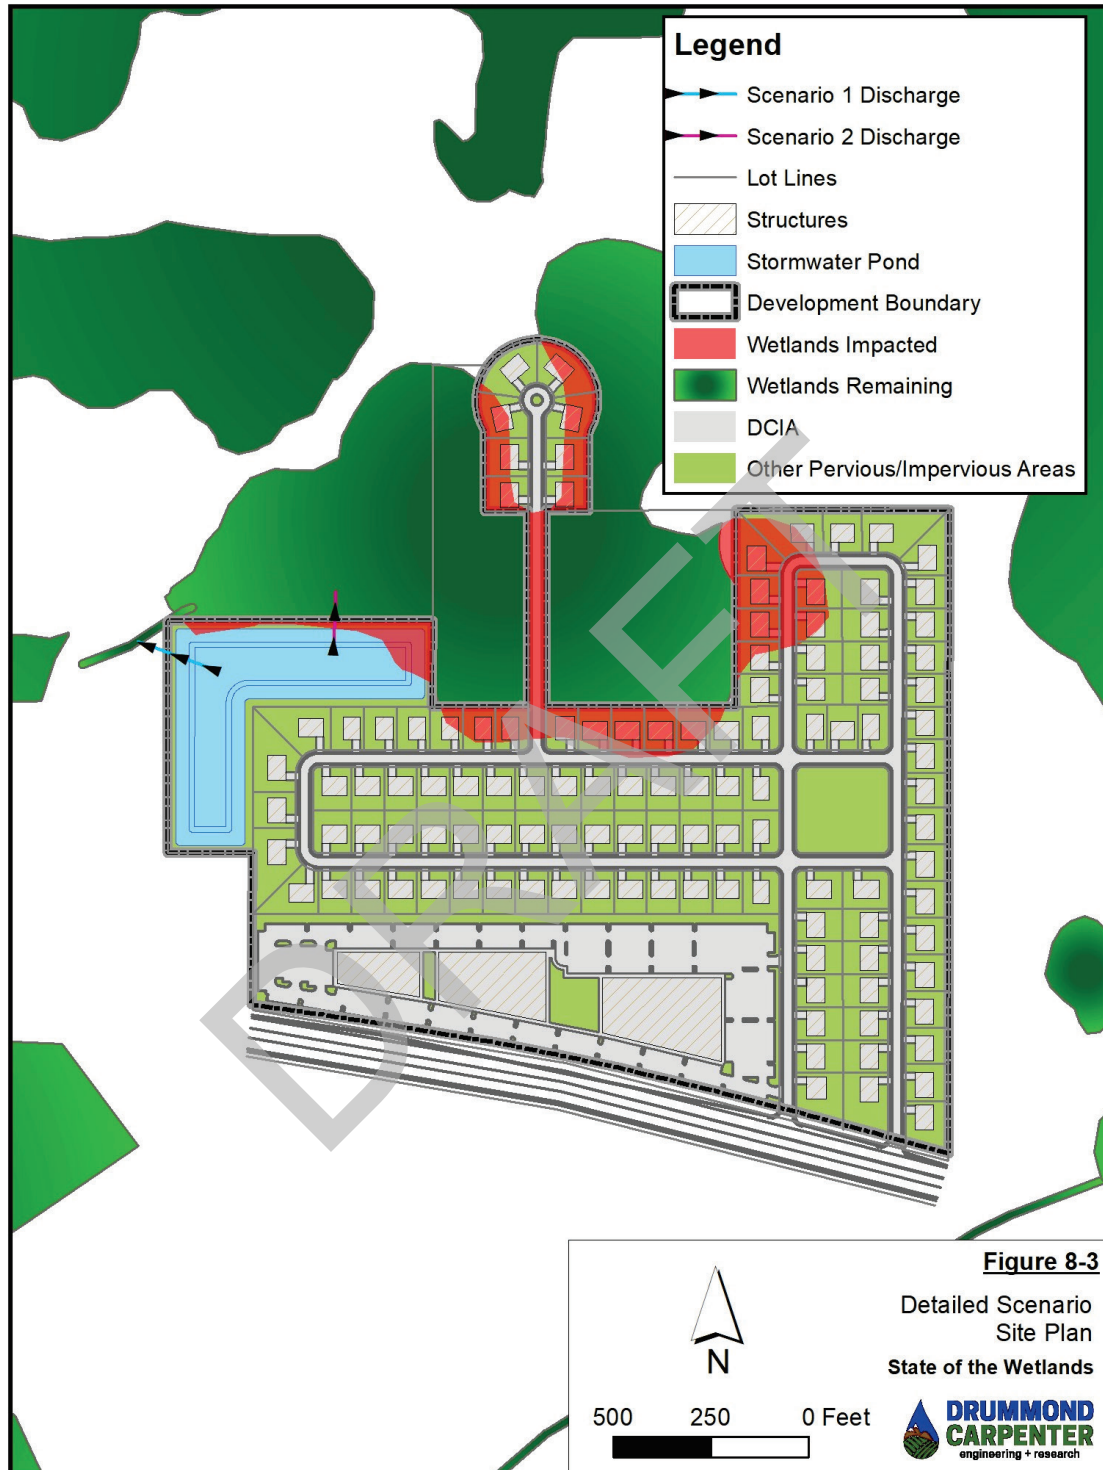 Legend
Scenario 1 Discharge
Scenario 2 Discharge
Lot Lines
Structures
Stormwater Pond
Development Boundary
Wetlands Impacted
Wetlands Remaining
DCIA
Other Pervious/Impervious Areas
DRAFT
Figure 8-3
Detailed Scenario
Site Plan
State of the Wetlands
N
500 250 0 Feet
DRUMMOND
CARPENTER
engineering + research